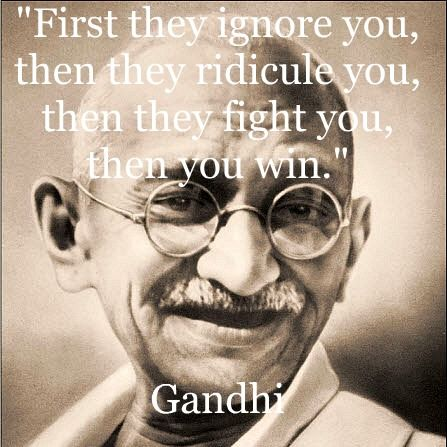 "First they ignore you,
then they ridicule you,
then they fight you,
then you win."
Gandhi